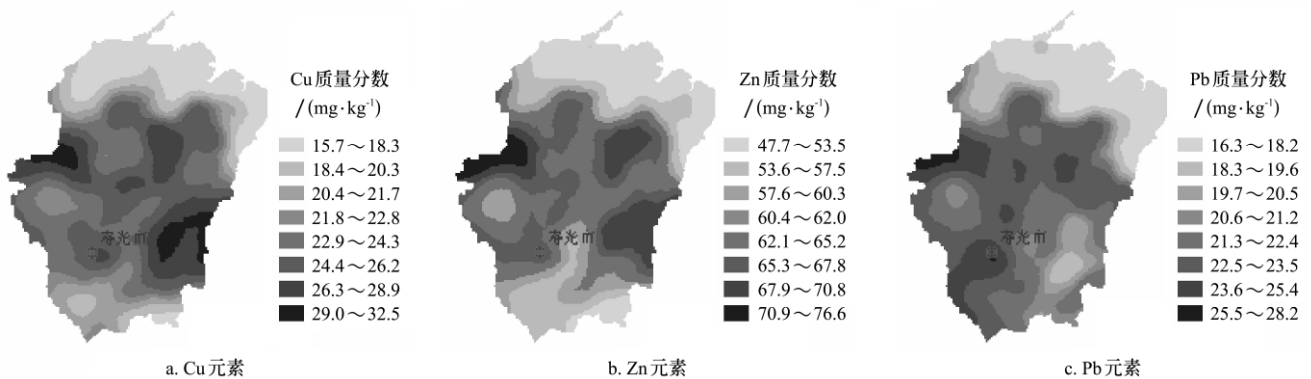 Cu质量分数
/(mg·kg⁻¹)
15.7～18.3
18.4～20.3
20.4～21.7
21.8～22.8
22.9～24.3
24.4～26.2
26.3～28.9
29.0～32.5
寿光市
a. Cu元素
Zn质量分数
/(mg·kg⁻¹)
47.7～53.5
53.6～57.5
57.6～60.3
60.4～62.0
62.1～65.2
65.3～67.8
67.9～70.8
70.9～76.6
寿光市
b. Zn元素
Pb质量分数
/(mg·kg⁻¹)
16.3～18.2
18.3～19.6
19.7～20.5
20.6～21.2
21.3～22.4
22.5～23.5
23.6～25.4
25.5～28.2
寿光市
c. Pb元素